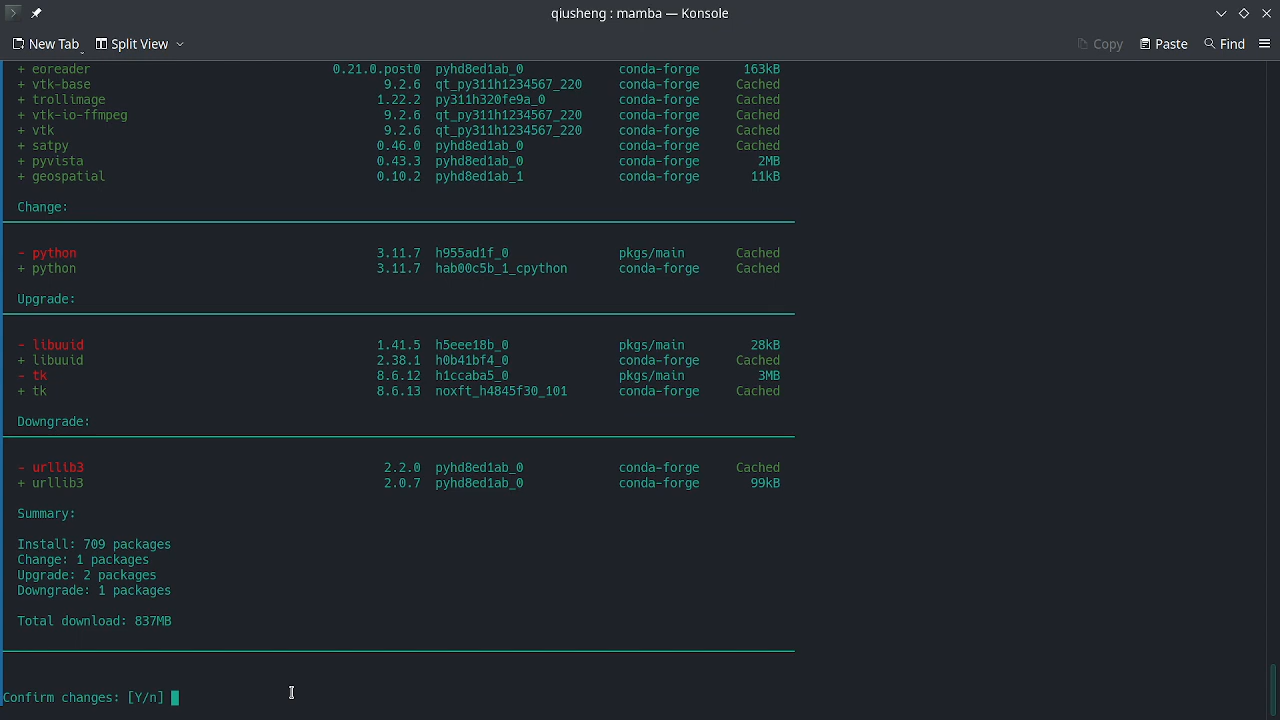 qiusheng : mamba — Konsole
New Tab Split View Copy Paste Find
+ eoreader 0.21.0.post0 pyhd8ed1ab_0 conda-forge 163kB
+ vtk-base 9.2.6 qt_py311h1234567_220 conda-forge Cached
+ trollimage 1.22.2 py311h320fe9a_0 conda-forge Cached
+ vtk-io-ffmpeg 9.2.6 qt_py311h1234567_220 conda-forge Cached
+ vtk 9.2.6 qt_py311h1234567_220 conda-forge Cached
+ satpy 0.46.0 pyhd8ed1ab_0 conda-forge Cached
+ pyvista 0.43.3 pyhd8ed1ab_0 conda-forge 2MB
+ geospatial 0.10.2 pyhd8ed1ab_1 conda-forge 11kB
Change:
- python 3.11.7 h955ad1f_0 pkgs/main Cached
+ python 3.11.7 hab00c5b_1_cpython conda-forge Cached
Upgrade:
- libuuid 1.41.5 h5eee18b_0 pkgs/main 28kB
+ libuuid 2.38.1 h0b41bf4_0 conda-forge Cached
- tk 8.6.12 h1ccaba5_0 pkgs/main 3MB
+ tk 8.6.13 noxft_h4845f30_101 conda-forge Cached
Downgrade:
- urllib3 2.2.0 pyhd8ed1ab_0 conda-forge Cached
+ urllib3 2.0.7 pyhd8ed1ab_0 conda-forge 99kB
Summary:
Install: 709 packages
Change: 1 packages
Upgrade: 2 packages
Downgrade: 1 packages
Total download: 837MB
Confirm changes: [Y/n]